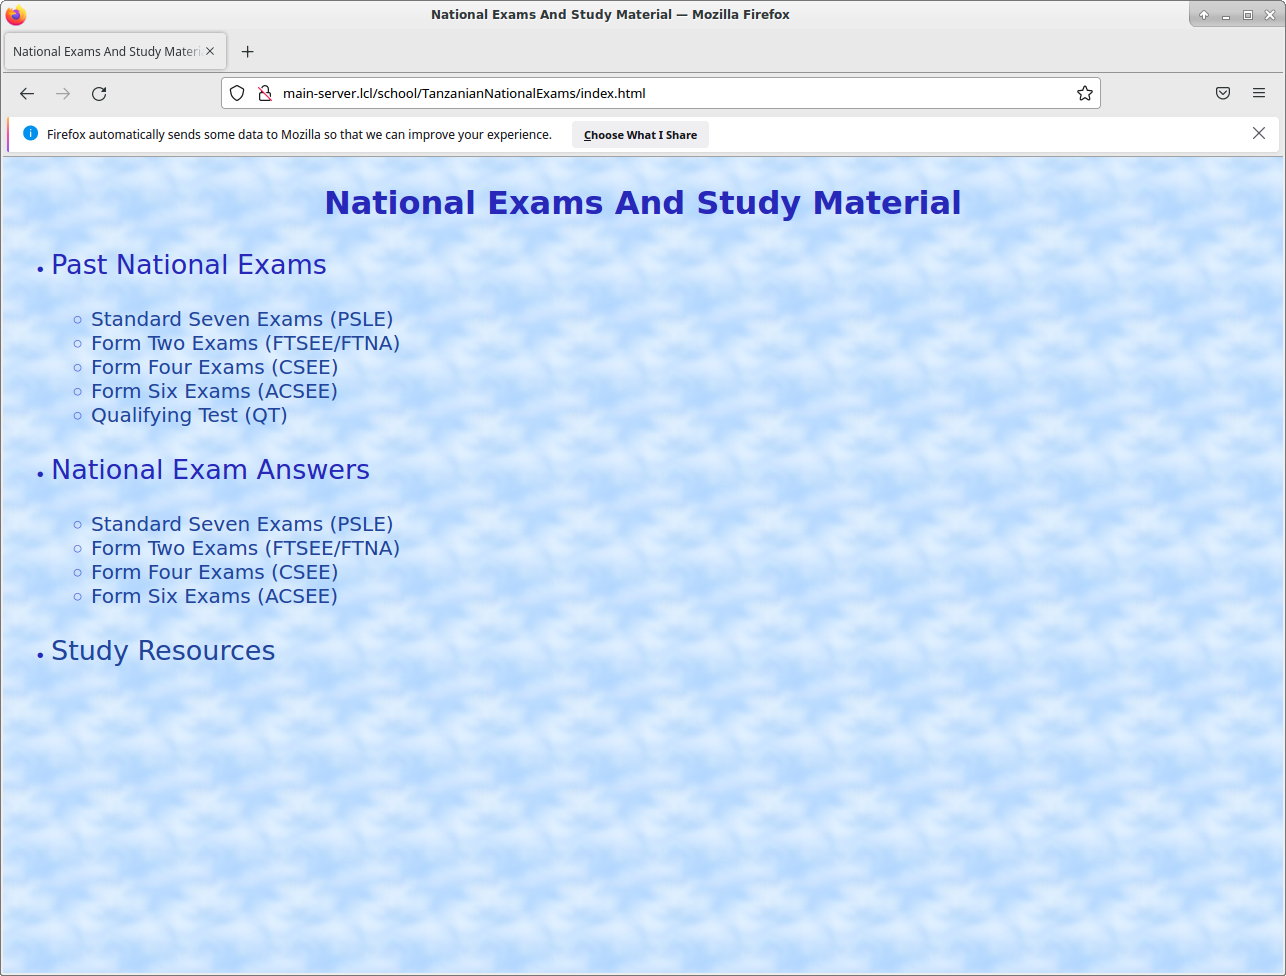 National Exams And Study Material — Mozilla Firefox
National Exams And Study Materi
main-server.lcl/school/TanzanianNationalExams/index.html
Firefox automatically sends some data to Mozilla so that we can improve your experience. Choose What I Share
National Exams And Study Material
Past National Exams
Standard Seven Exams (PSLE)
Form Two Exams (FTSEE/FTNA)
Form Four Exams (CSEE)
Form Six Exams (ACSEE)
Qualifying Test (QT)
National Exam Answers
Standard Seven Exams (PSLE)
Form Two Exams (FTSEE/FTNA)
Form Four Exams (CSEE)
Form Six Exams (ACSEE)
Study Resources